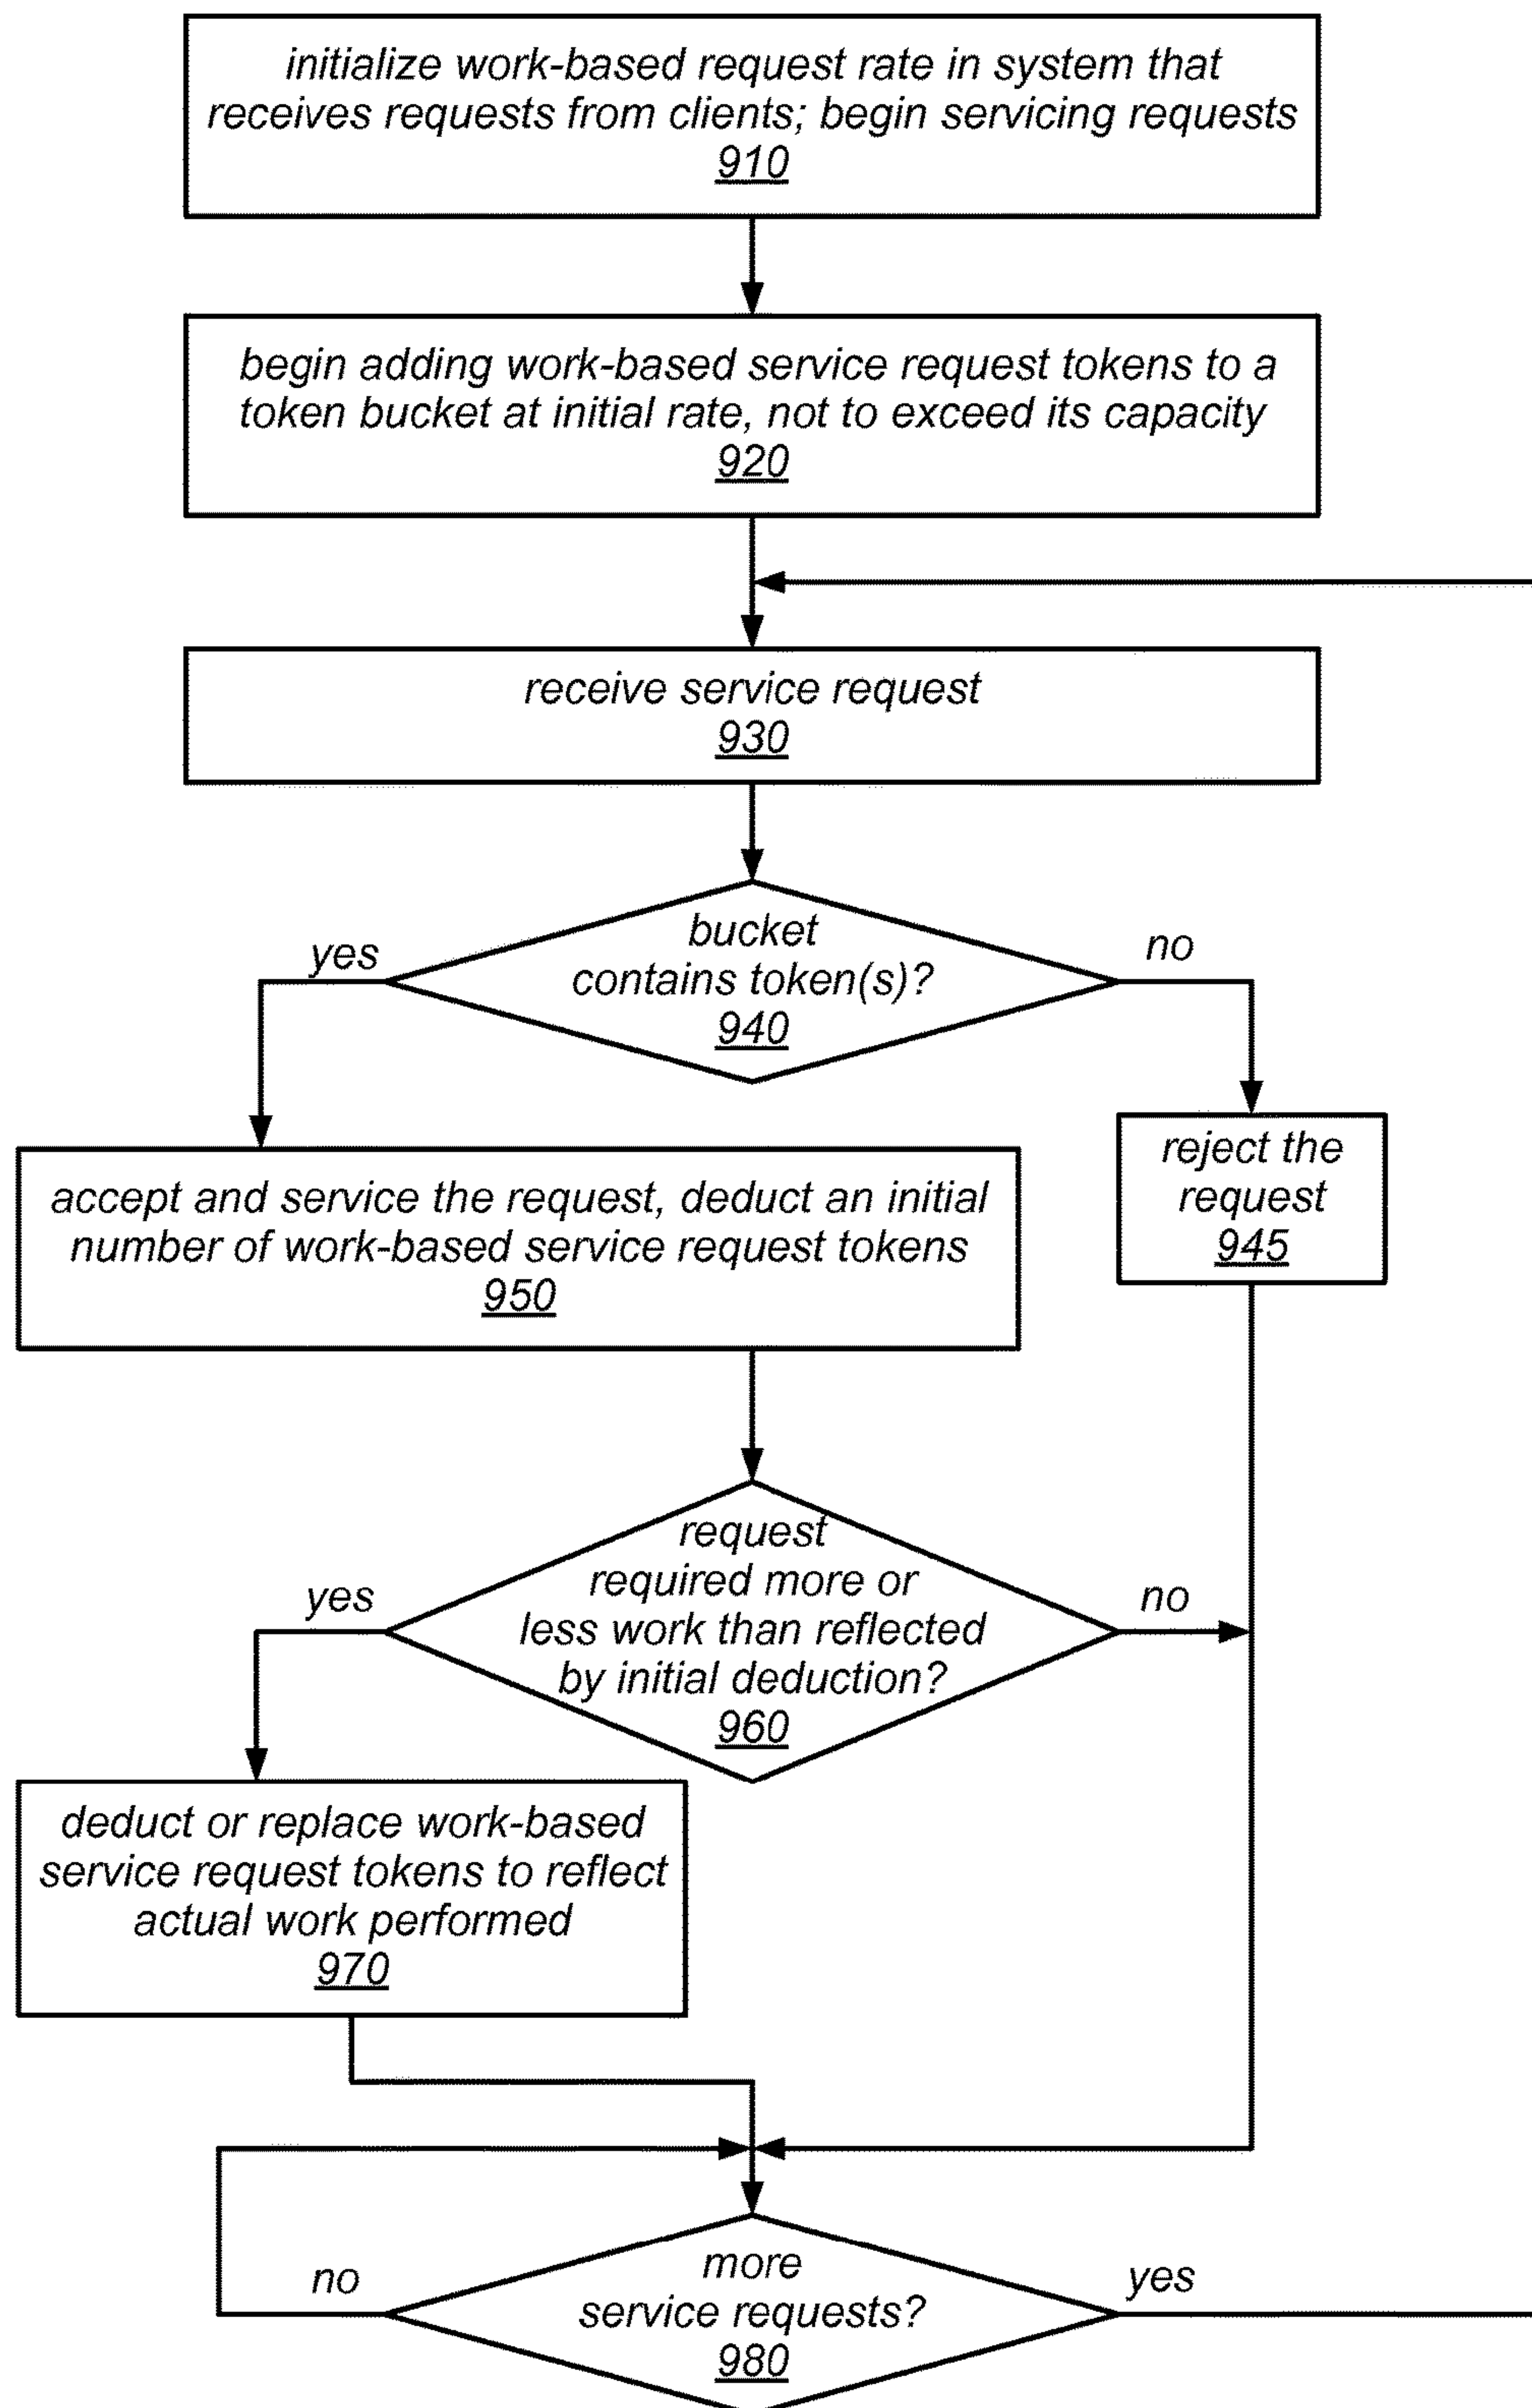 initialize work-based request rate in system that
receives requests from clients; begin servicing requests
910
begin adding work-based service request tokens to a
token bucket at initial rate, not to exceed its capacity
920
receive service request
930
bucket
contains token(s)?
940
yes
no
accept and service the request, deduct an initial
number of work-based service request tokens
950
reject the
request
945
request
required more or
less work than reflected
by initial deduction?
960
yes
no
deduct or replace work-based
service request tokens to reflect
actual work performed
970
more
service requests?
980
no
yes